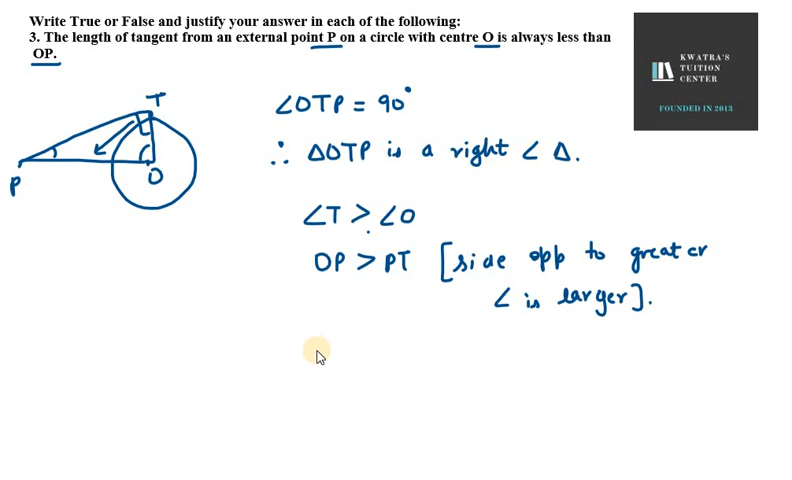 Write True or False and justify your answer in each of the following:
3. The length of tangent from an external point P on a circle with centre O is always less than
OP.
KWATRA'S
TUITION
CENTER
FOUNDED IN 2013
T
P
O
∠OTP = 90°
∴ ΔOTP is a right ∠ Δ.
∠T > ∠O
OP > PT [side opp to greater
∠ is larger].